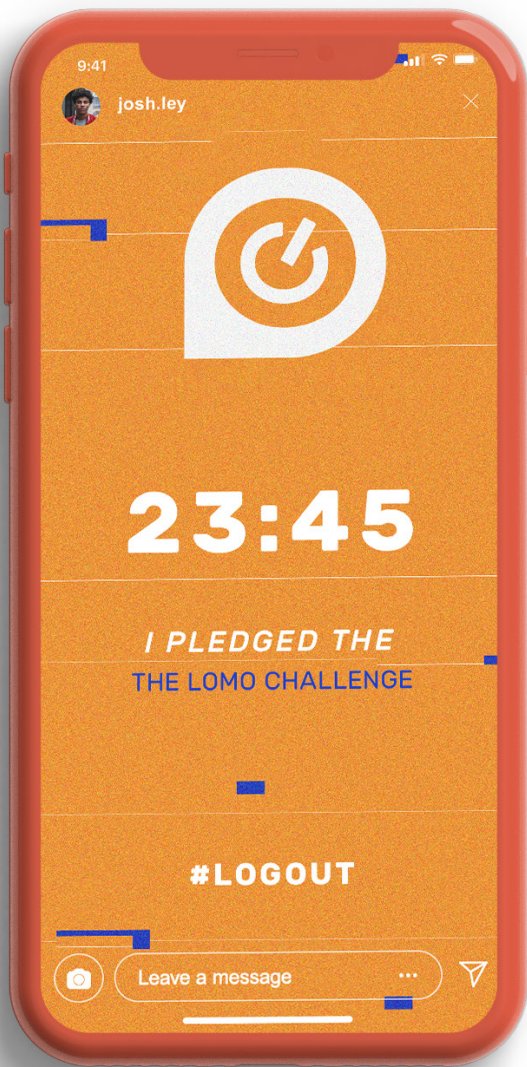 9:41
josh.ley
23:45
I PLEDGED THE
THE LOMO CHALLENGE
#LOGOUT
Leave a message